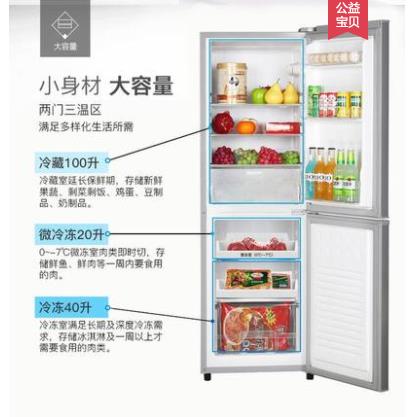 公益
宝贝
大容量
小身材 大容量
两门三温区
满足多样化生活所需
冷藏100升
冷藏室延长保鲜期，存储新鲜
果蔬、剩菜剩饭、鸡蛋、豆制
品、奶制品。
微冷冻20升
0~-7℃微冻室肉类即时切，存
储鲜鱼、鲜肉等一周内要食用
的肉。
冷冻40升
冷冻室满足长期及深度冷冻需
求，存储冰淇淋及一周以上才
需要食用的肉类。